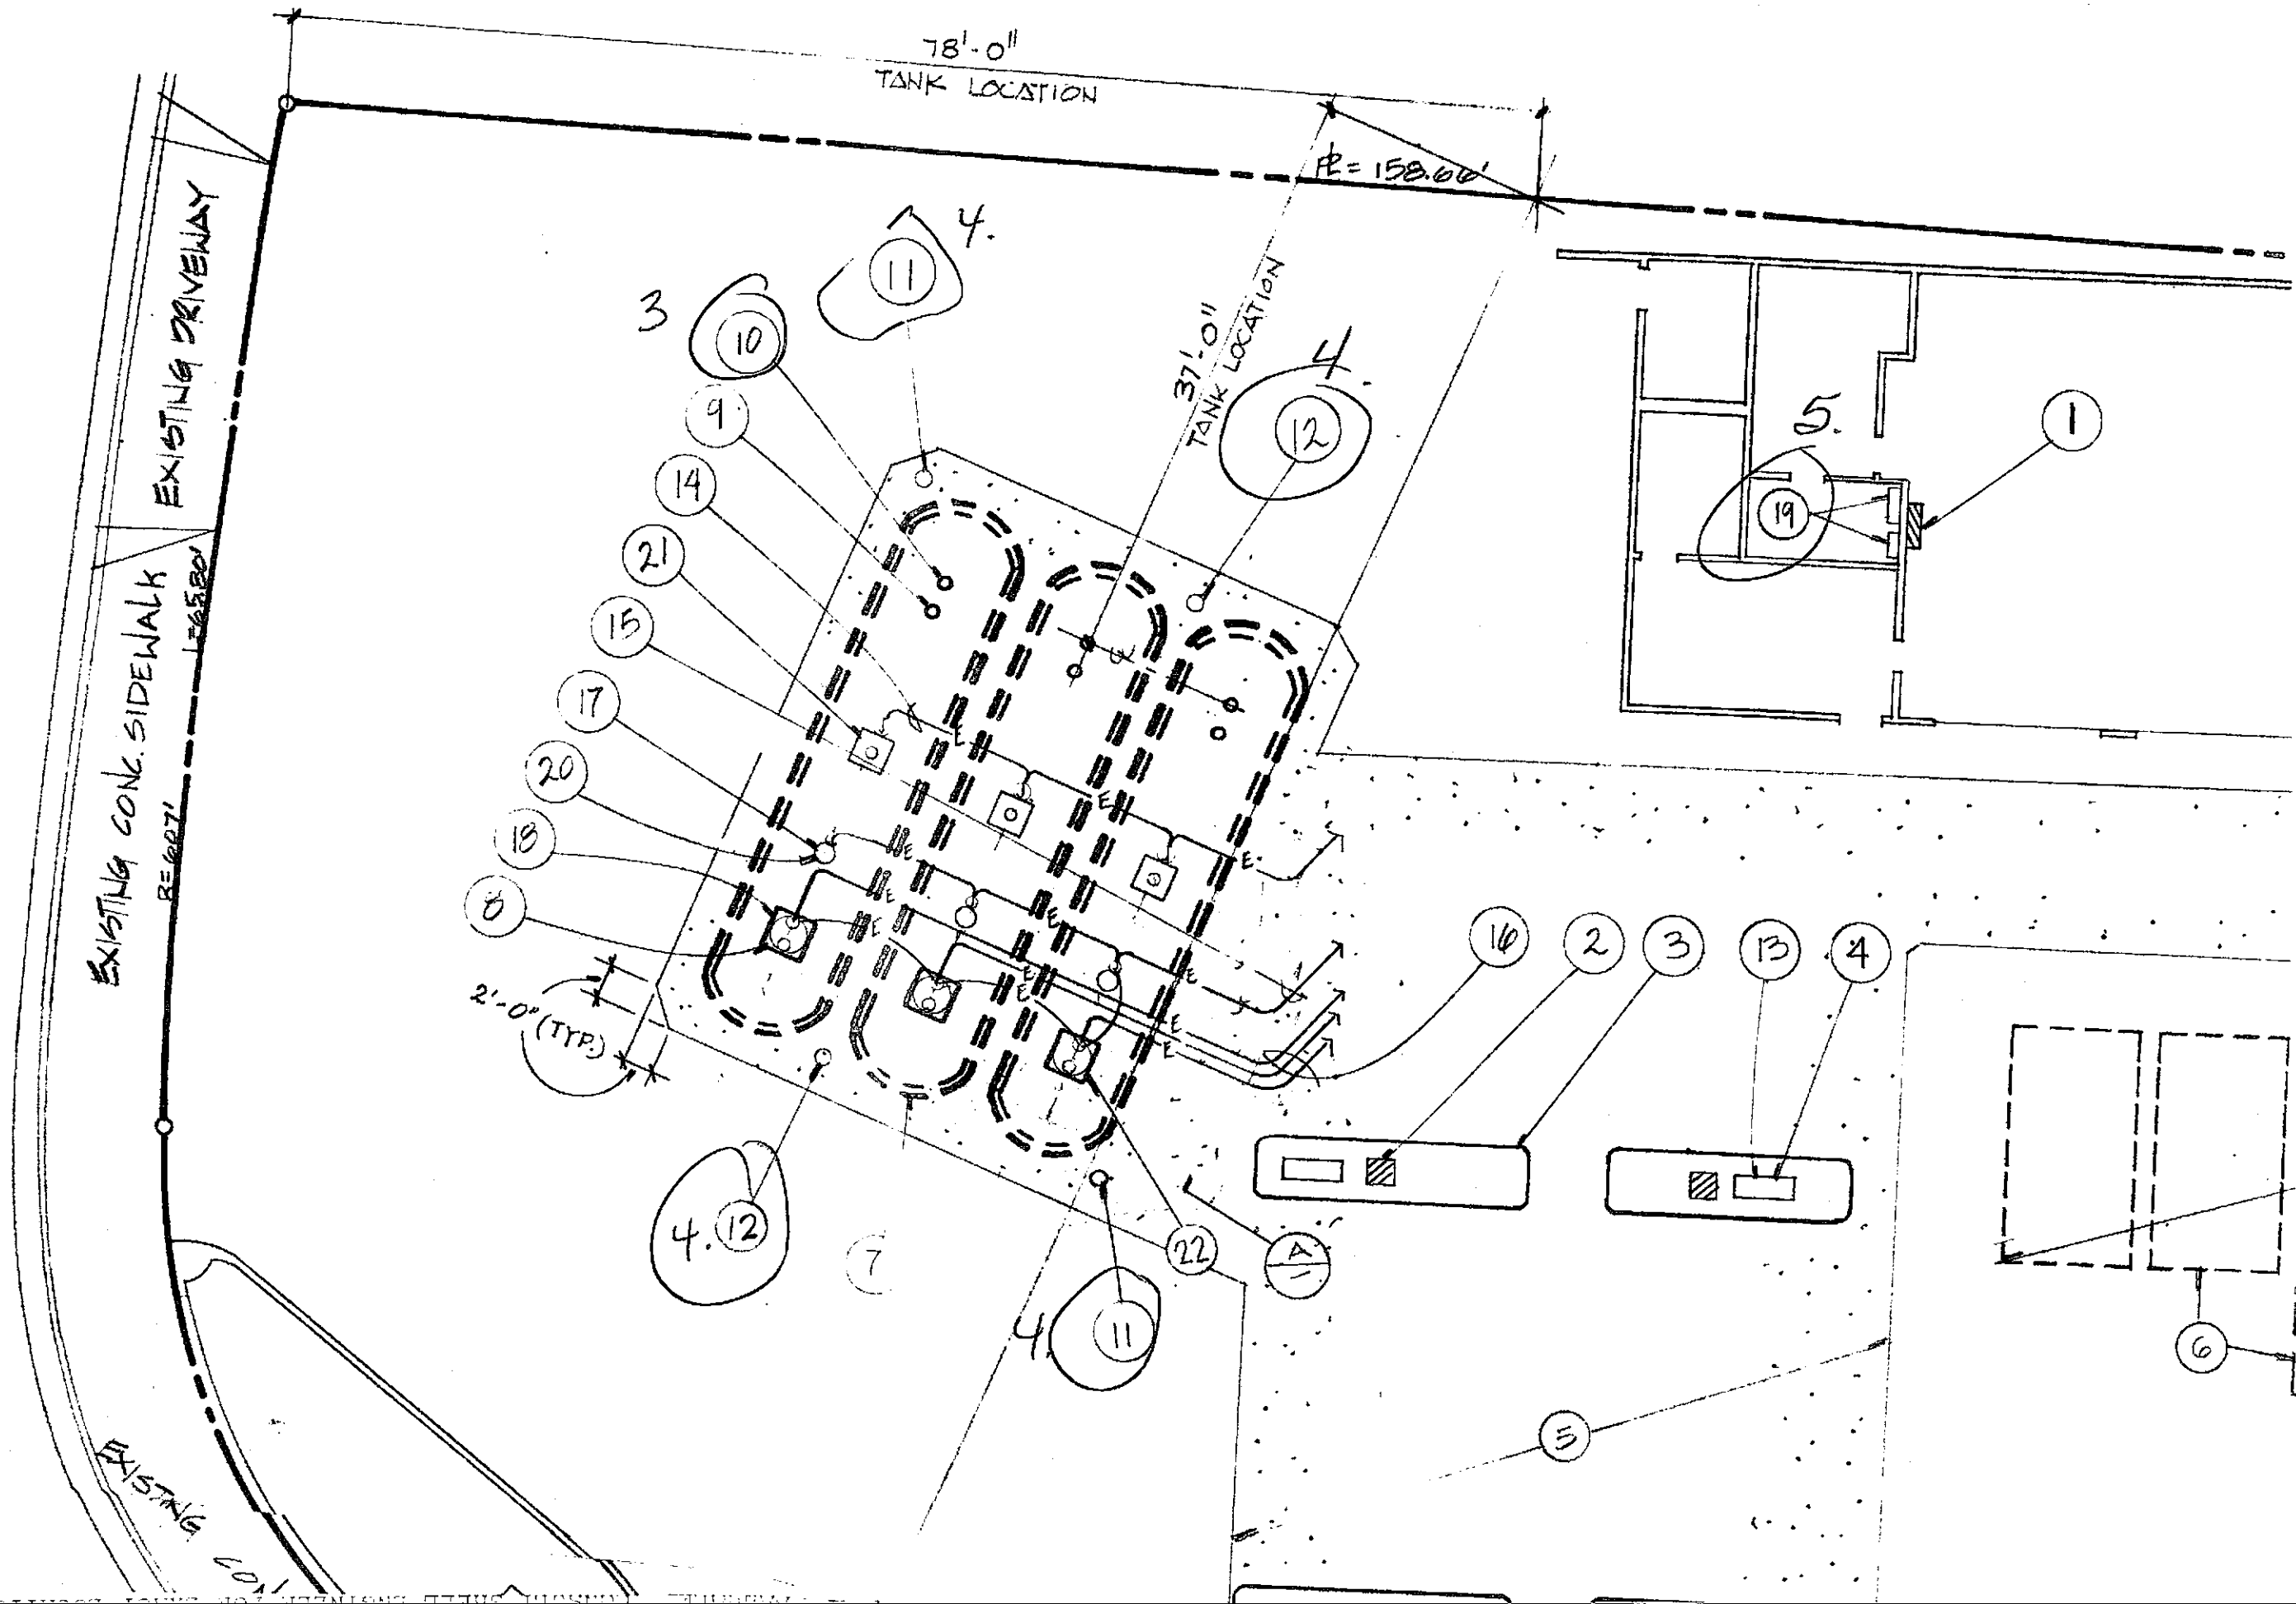 78'-0"
TANK LOCATION
PL = 158.66'
EXISTING DRIVEWAY
4.
11
3
10
37'-0"
TANK LOCATION
4.
12
9
5.
1
14
19
21
15
17
20
18
8
EXISTING CONC. SIDEWALK
R=607'
E
E
E
E
E
E
E
E
E
E
E
E
2'-0" (TYP.)
16
2
3
13
4
4. 12
7
22
A
4.
11
6
5
EXISTING